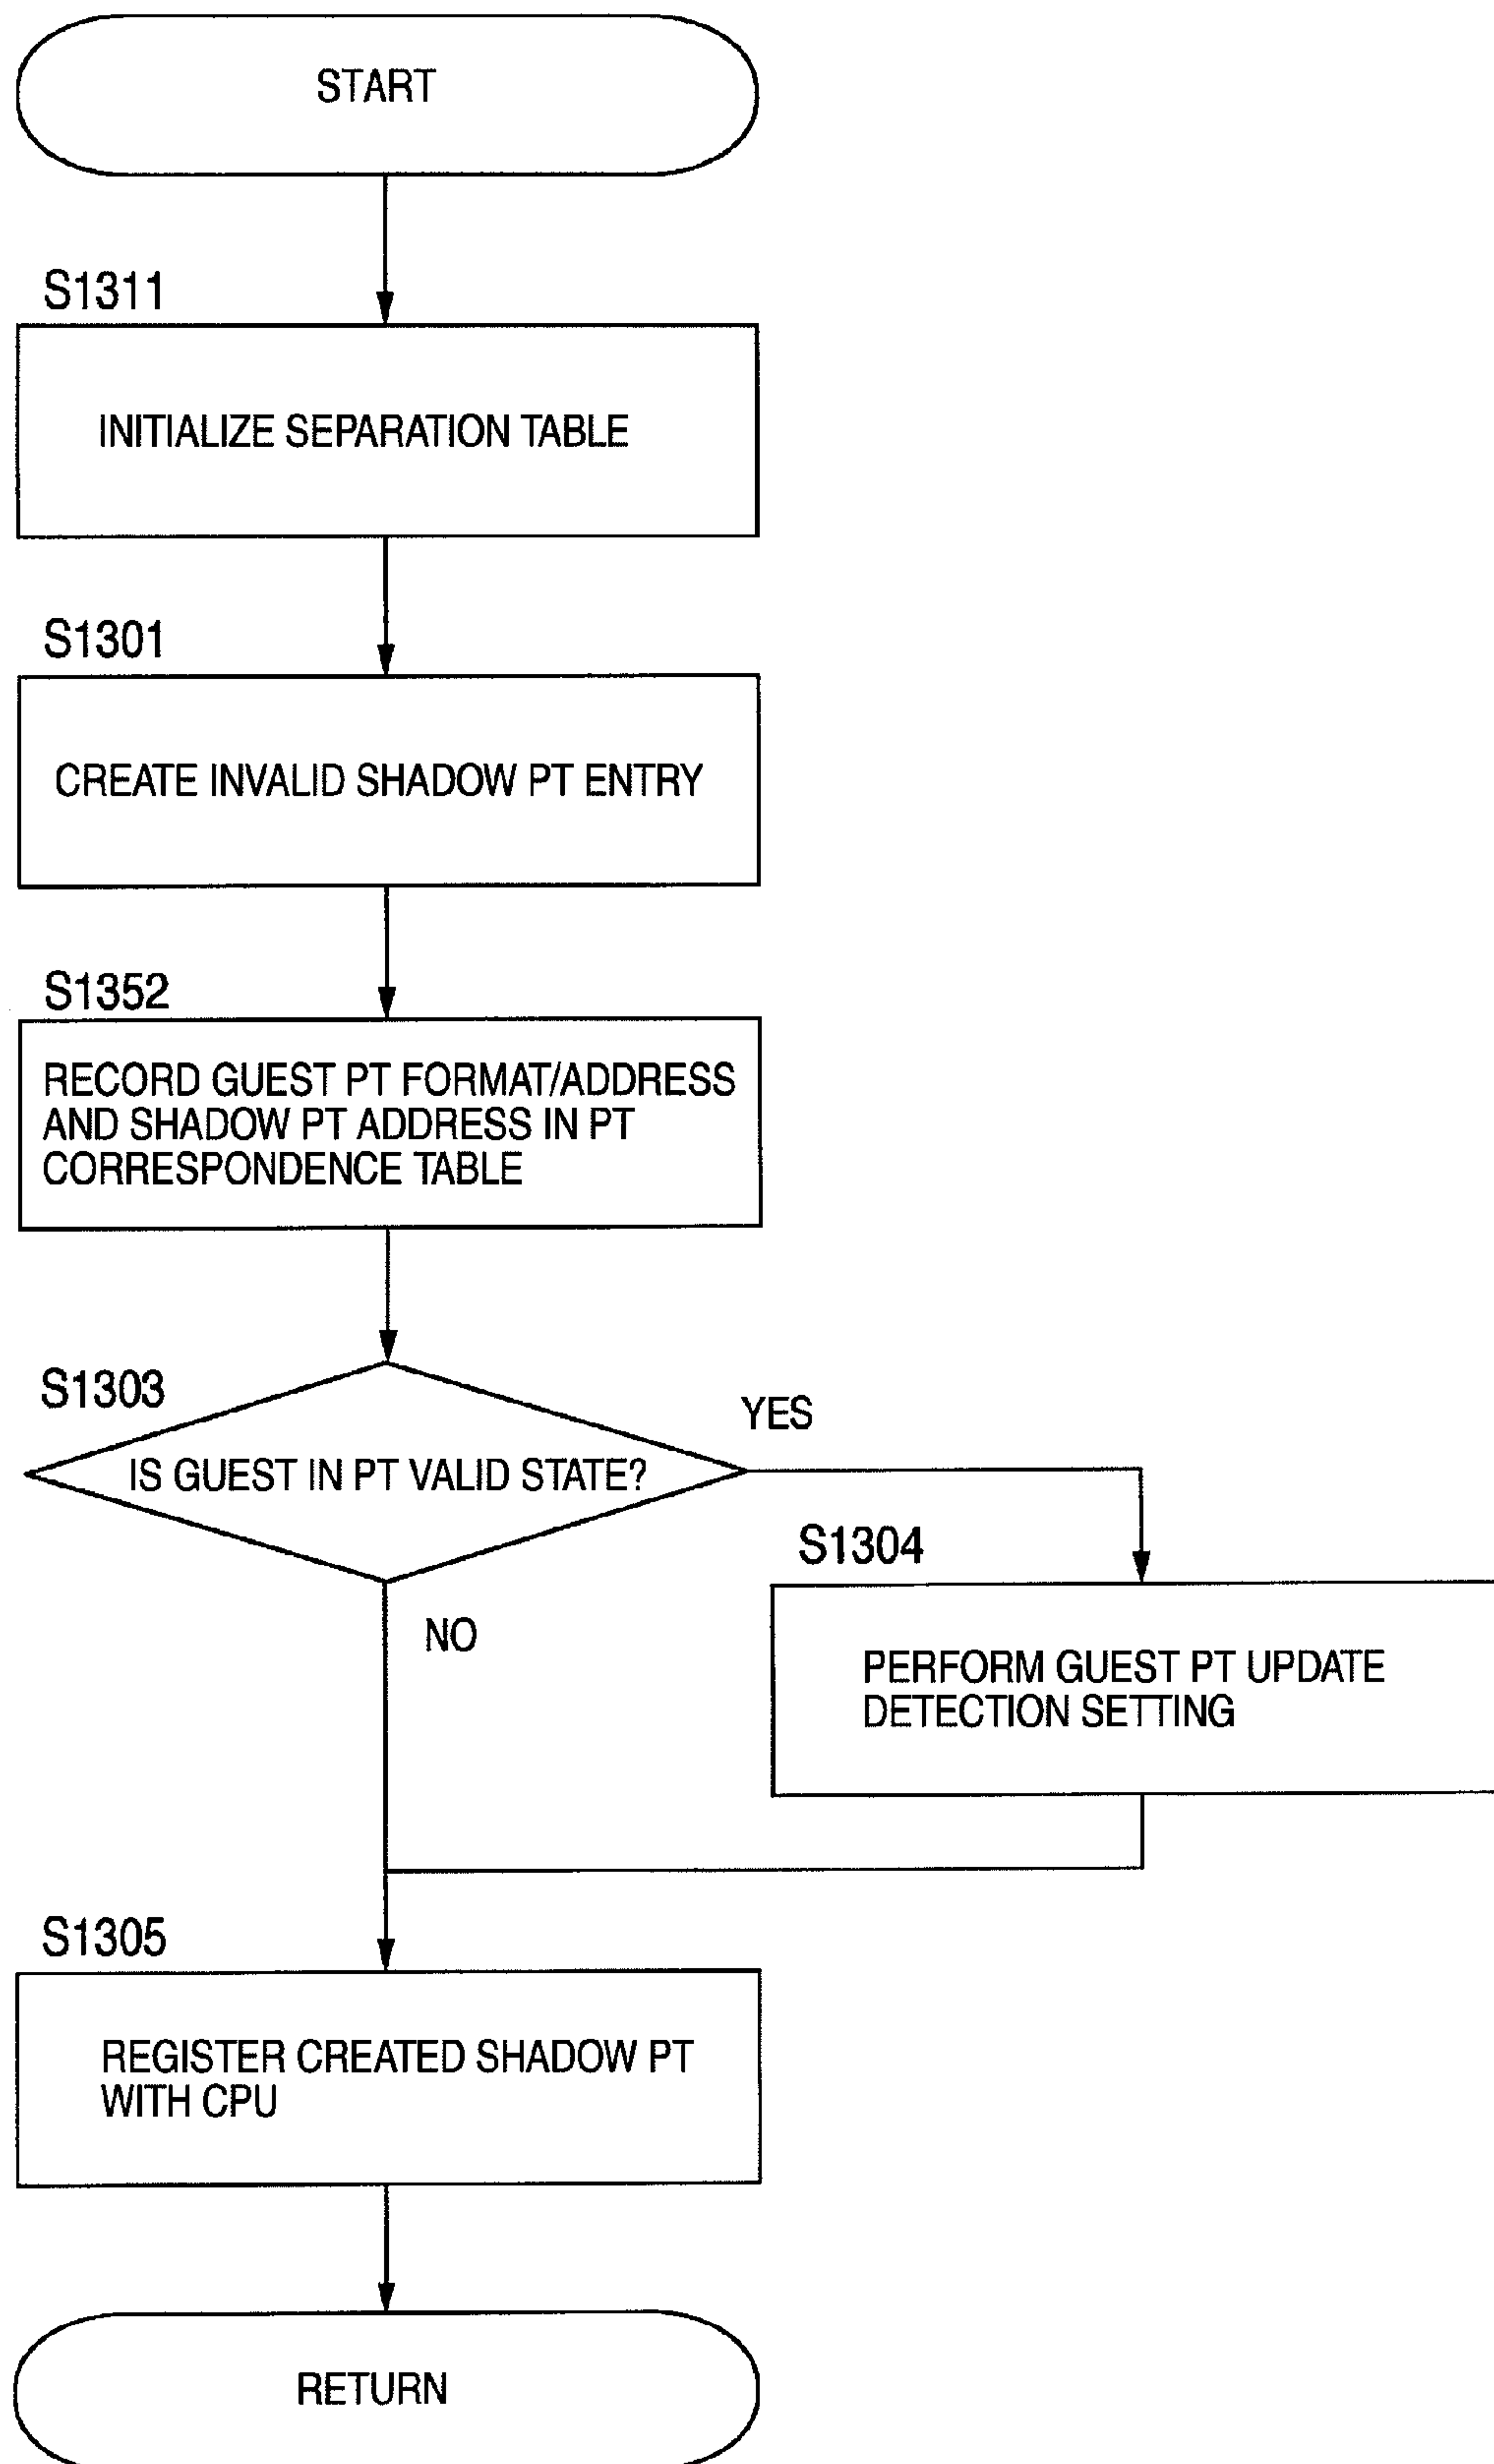 START
S1311
INITIALIZE SEPARATION TABLE
S1301
CREATE INVALID SHADOW PT ENTRY
S1352
RECORD GUEST PT FORMAT/ADDRESS
AND SHADOW PT ADDRESS IN PT
CORRESPONDENCE TABLE
S1303
IS GUEST IN PT VALID STATE?
YES
NO
S1304
PERFORM GUEST PT UPDATE
DETECTION SETTING
S1305
REGISTER CREATED SHADOW PT
WITH CPU
RETURN